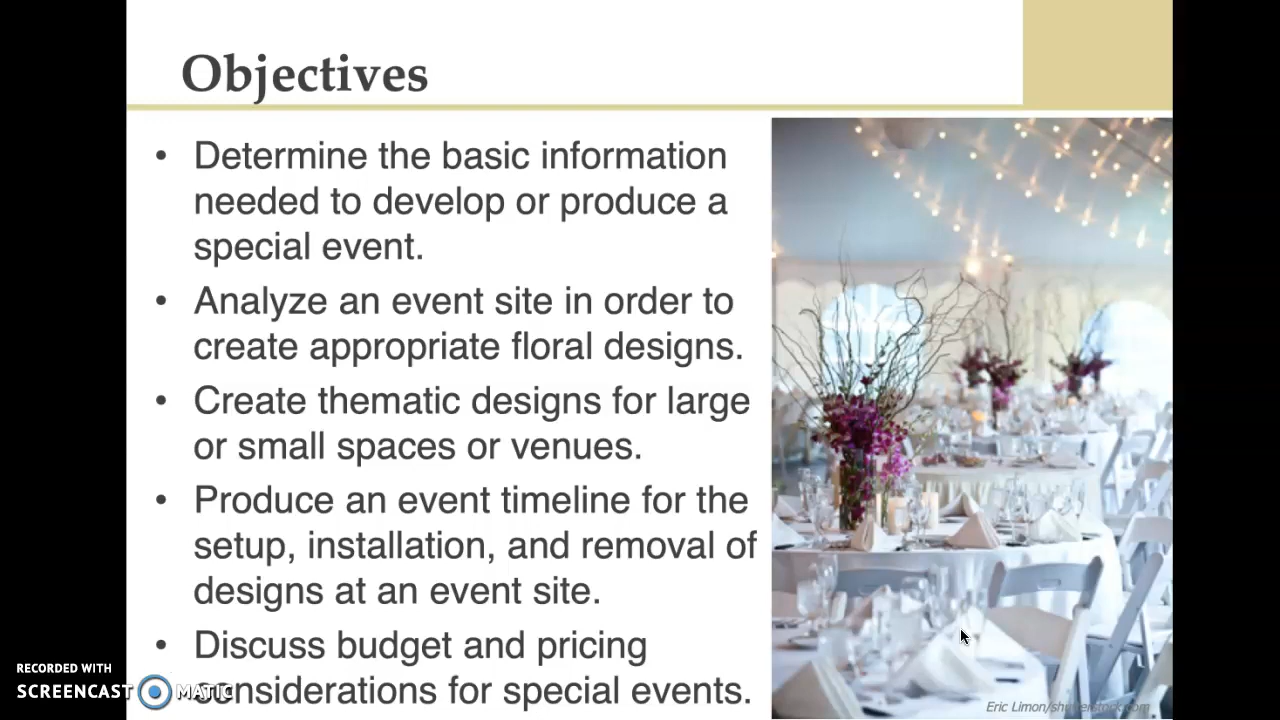 Objectives
• Determine the basic information
needed to develop or produce a
special event.
• Analyze an event site in order to
create appropriate floral designs.
• Create thematic designs for large
or small spaces or venues.
• Produce an event timeline for the
setup, installation, and removal of
designs at an event site.
• Discuss budget and pricing
considerations for special events.
RECORDED WITH
SCREENCAST MATIC
Eric Limon/shutterstock.com